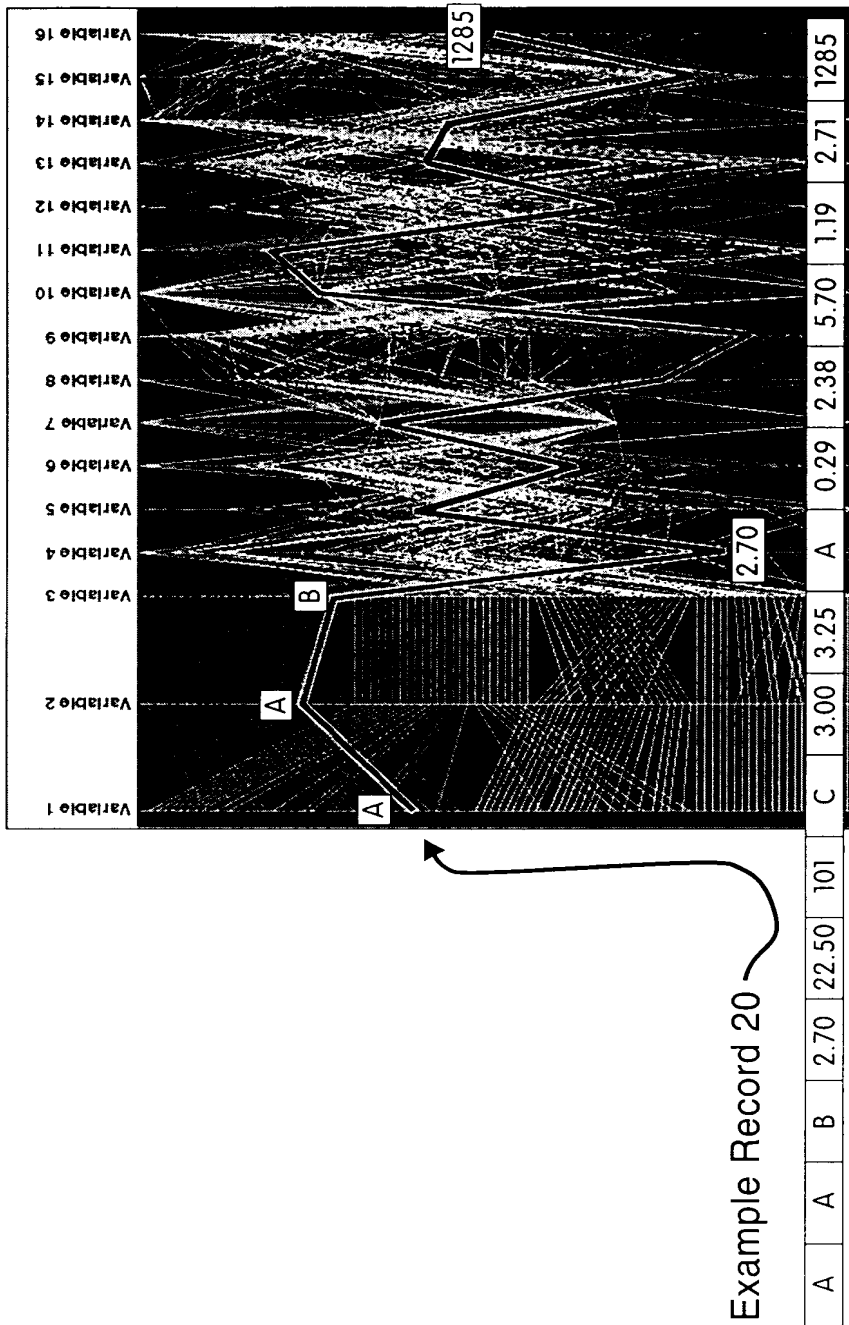 Variable 1 Variable 2 Variable 3 Variable 4 Variable 5 Variable 6 Variable 7 Variable 8 Variable 9 Variable 10 Variable 11 Variable 12 Variable 13 Variable 14 Variable 15 Variable 16
A
A
B
2.70
1285
Example Record 20
A A B 2.70 22.50 101 C 3.00 3.25 A 0.29 2.38 5.70 1.19 2.71 1285